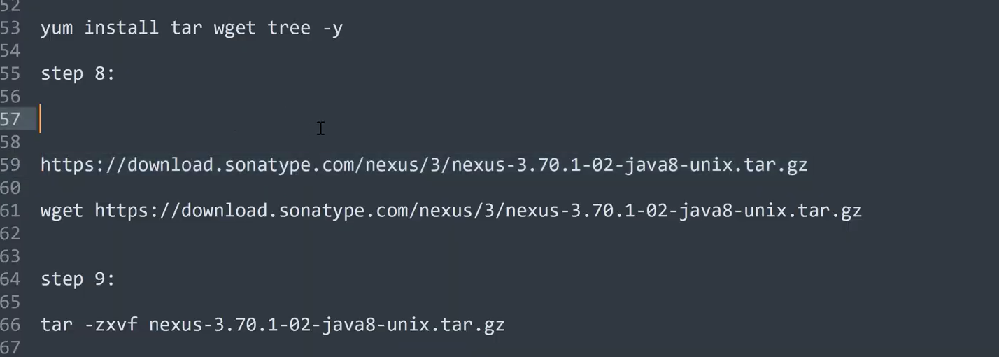 52
53 yum install tar wget tree -y
54
55 step 8:
56
57
58
59 https://download.sonatype.com/nexus/3/nexus-3.70.1-02-java8-unix.tar.gz
60
61 wget https://download.sonatype.com/nexus/3/nexus-3.70.1-02-java8-unix.tar.gz
62
63
64 step 9:
65
66 tar -zxvf nexus-3.70.1-02-java8-unix.tar.gz
67